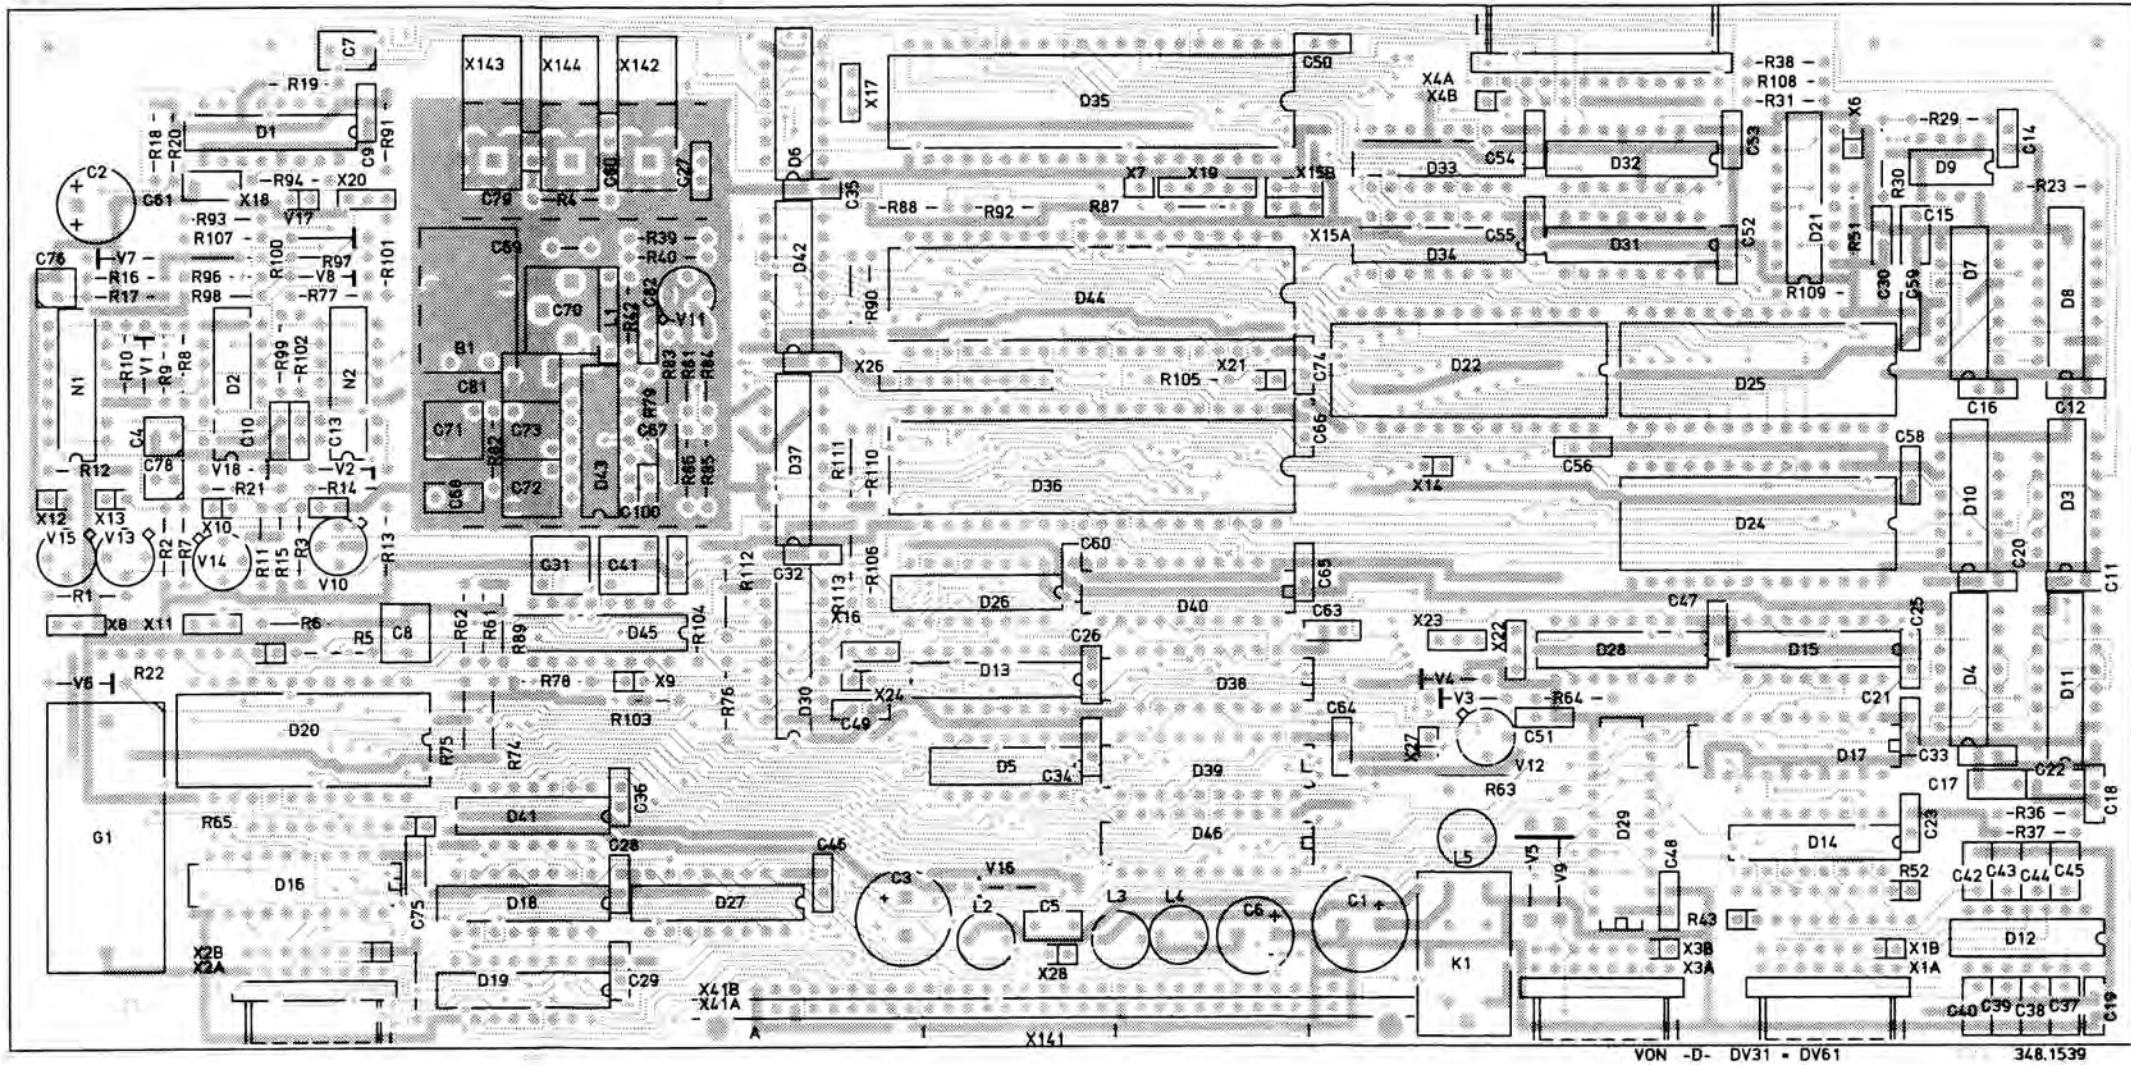 C7 X143 X144 X142 X17 C50 R38
R19 X4A R108
D35 X4B R31 X6
R18 R20 D1 C9 R91 D6 C54 D32 C53 R29 C14
C2 R94 X20 C80 C27 X7 X19 X15B D33 D9
C61 X18 V17 C79 R4 C35 R88 R92 R87 R30 R23
R93 C15
R107 R100 C69 R39 X15A C55 D31 C52 D21 R51
C76 V7 R97 R101 R40 D42 D34 D7
R16 R96 V8 C82 C30 C59
R17 R98 R77 C70 L1 R42 V11 R90 D44 R109 D8
R10 V1 R9 R8 R99 R102
N1 D2 N2 B1 R83 R81 R84 X26 X21 C74 D22 D25
C81 R105 C16 C12
C4 C10 C13 C71 C73 R79 C67 C66 C58
R12 C78 V18 V2 R82 D43 R86 R85 D37 R111 R110 C56
R21 R14 C68 C72 D36 X14 D10 D3
X12 X13 X10 C100 D24
V15 V13 R2 R7 V14 R11 R15 R3 V10 R13 C31 C41 R112 C32 R106 C60 C65 C20 C11
R1 R113 D26 D40
X8 X11 R6 R5 C8 R62 R61 R89 D45 R104 X16 C63 X23 X22 C47 C25
C26 D28 D15
V6 R22 R78 X9 D13 D38 V4 D4 D11
R103 R76 D30 X24 V3 R64 C21
C49 C64 C51
D20 R75 R74 D5 C34 D39 X27 V12 D17 C33 C22
C36 R63 C17 C18
G1 R65 D41 D46 L5 D29 D14 C23 R36
R37
C28 C46 V16 V5 V9 C48
D16 C75 D18 D27 C3 L2 C5 L3 L4 C6 C1 R52 C42 C43 C44 C45
R43
X2B X28 K1 X3B X1B D12
X2A D19 C29 X3A X1A
X41B
X41A C40 C39 C38 C37 C19
A X141
VON -D- DV31 = DV61 348.1539